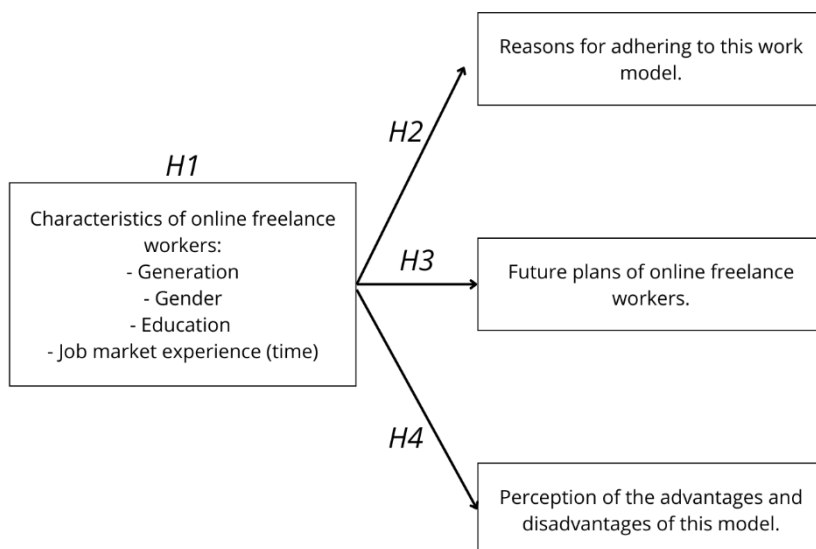 H1
Characteristics of online freelance
workers:
- Generation
- Gender
- Education
- Job market experience (time)
H2
Reasons for adhering to this work
model.
H3
Future plans of online freelance
workers.
H4
Perception of the advantages and
disadvantages of this model.